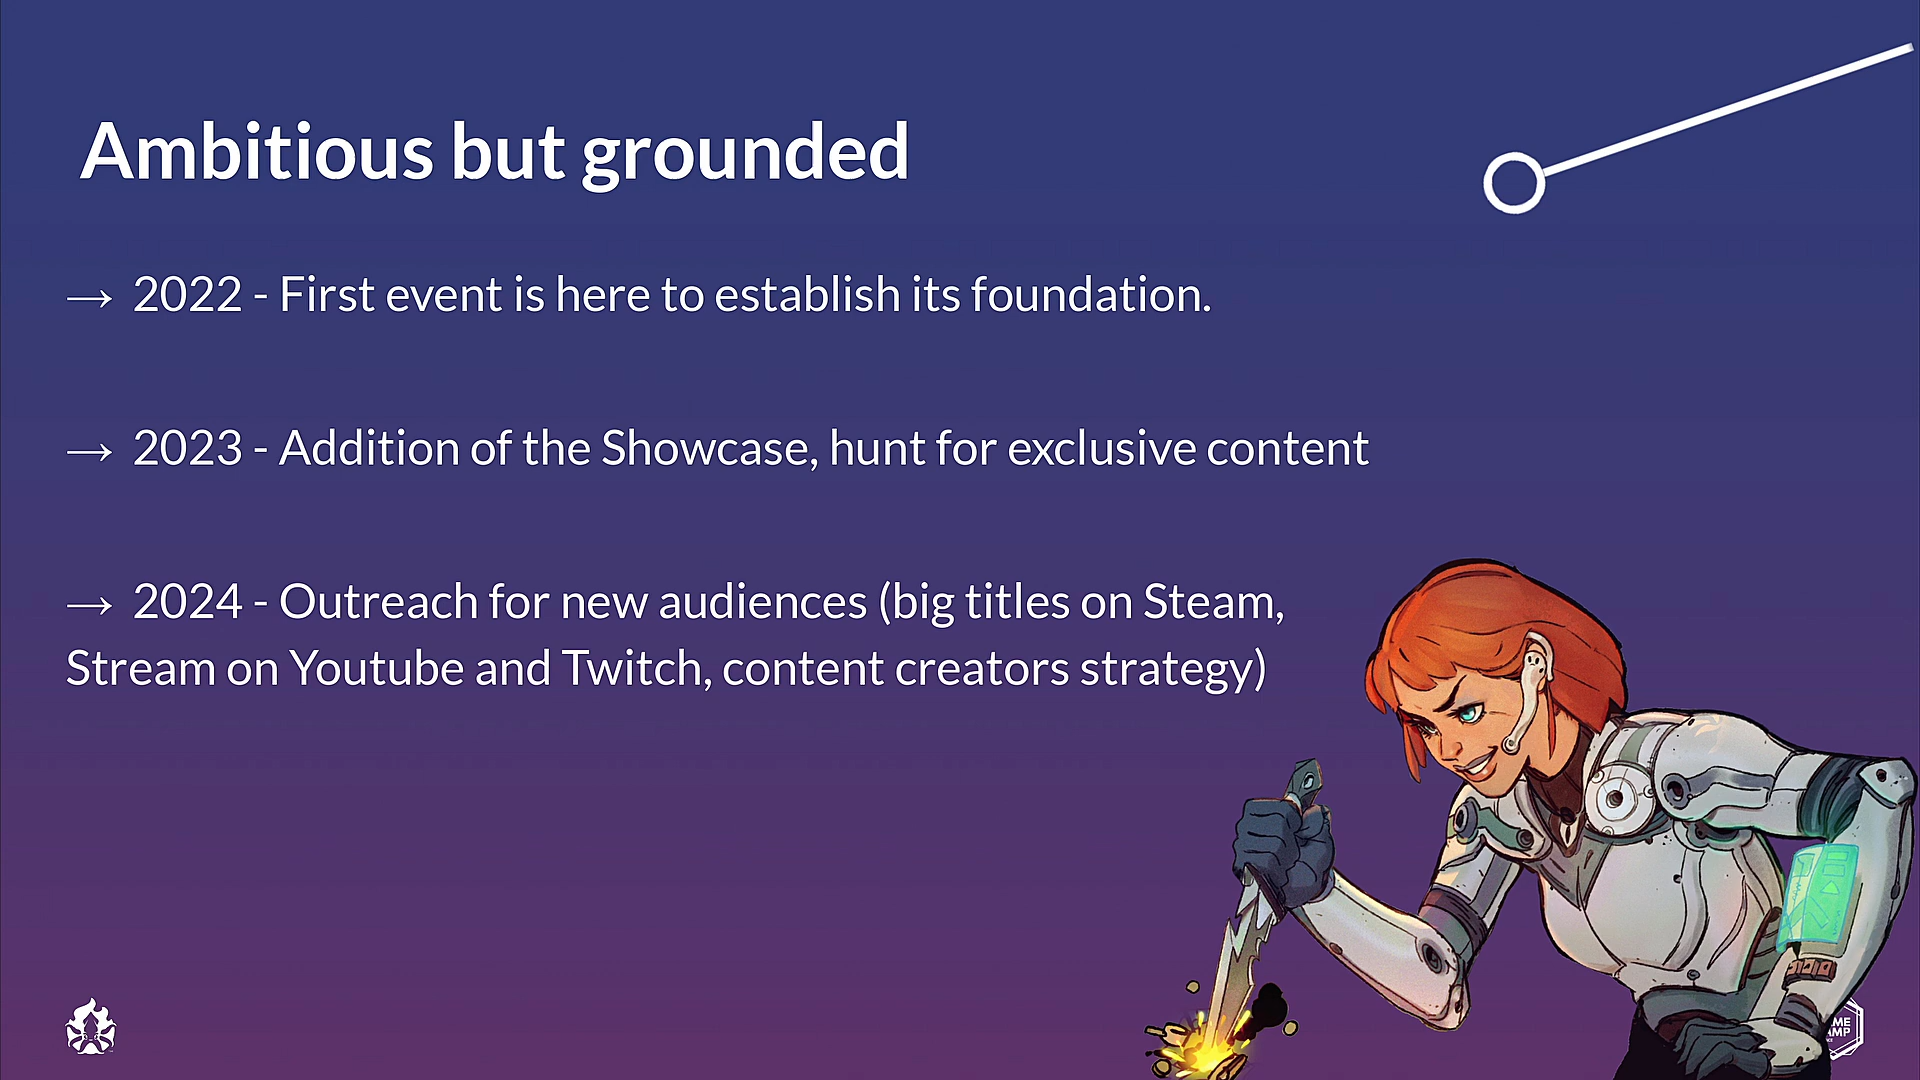 Ambitious but grounded
→ 2022 - First event is here to establish its foundation.
→ 2023 - Addition of the Showcase, hunt for exclusive content
→ 2024 - Outreach for new audiences (big titles on Steam,
Stream on Youtube and Twitch, content creators strategy)